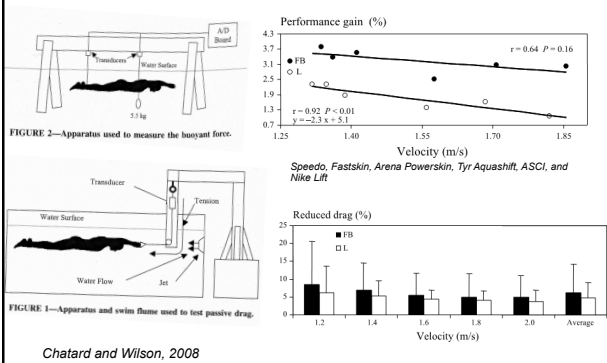 A/D
Board
Transducers
Water Surface
5.5 kg
FIGURE 2—Apparatus used to measure the buoyant force.
Transducer
Tension
Water Surface
Water Flow
Jet
FIGURE 1—Apparatus and swim flume used to test passive drag.
Chatard and Wilson, 2008
Performance gain (%)
4.3
3.7
3.1
2.5
1.9
1.3
0.7
FB
L
r = 0.64 P = 0.16
r = 0.92 P < 0.01
y = –2.3 x + 5.1
1.25
1.40
1.55
1.70
1.85
Velocity (m/s)
Speedo, Fastskin, Arena Powerskin, Tyr Aquashift, ASCI, and
Nike Lift
Reduced drag (%)
25
20
15
10
5
0
FB
L
1.2
1.4
1.6
1.8
2.0
Average
Velocity (m/s)